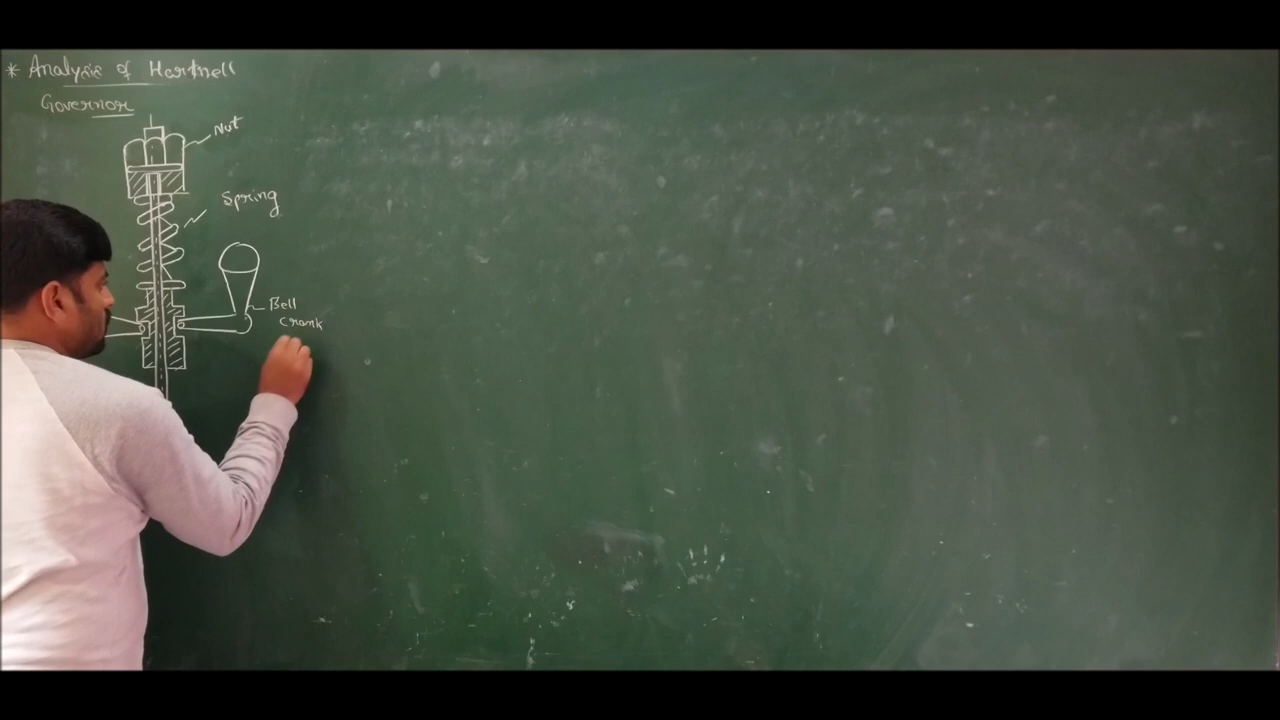 * Analysis of Hartnell
Governor
Nut
Spring
Bell
crank